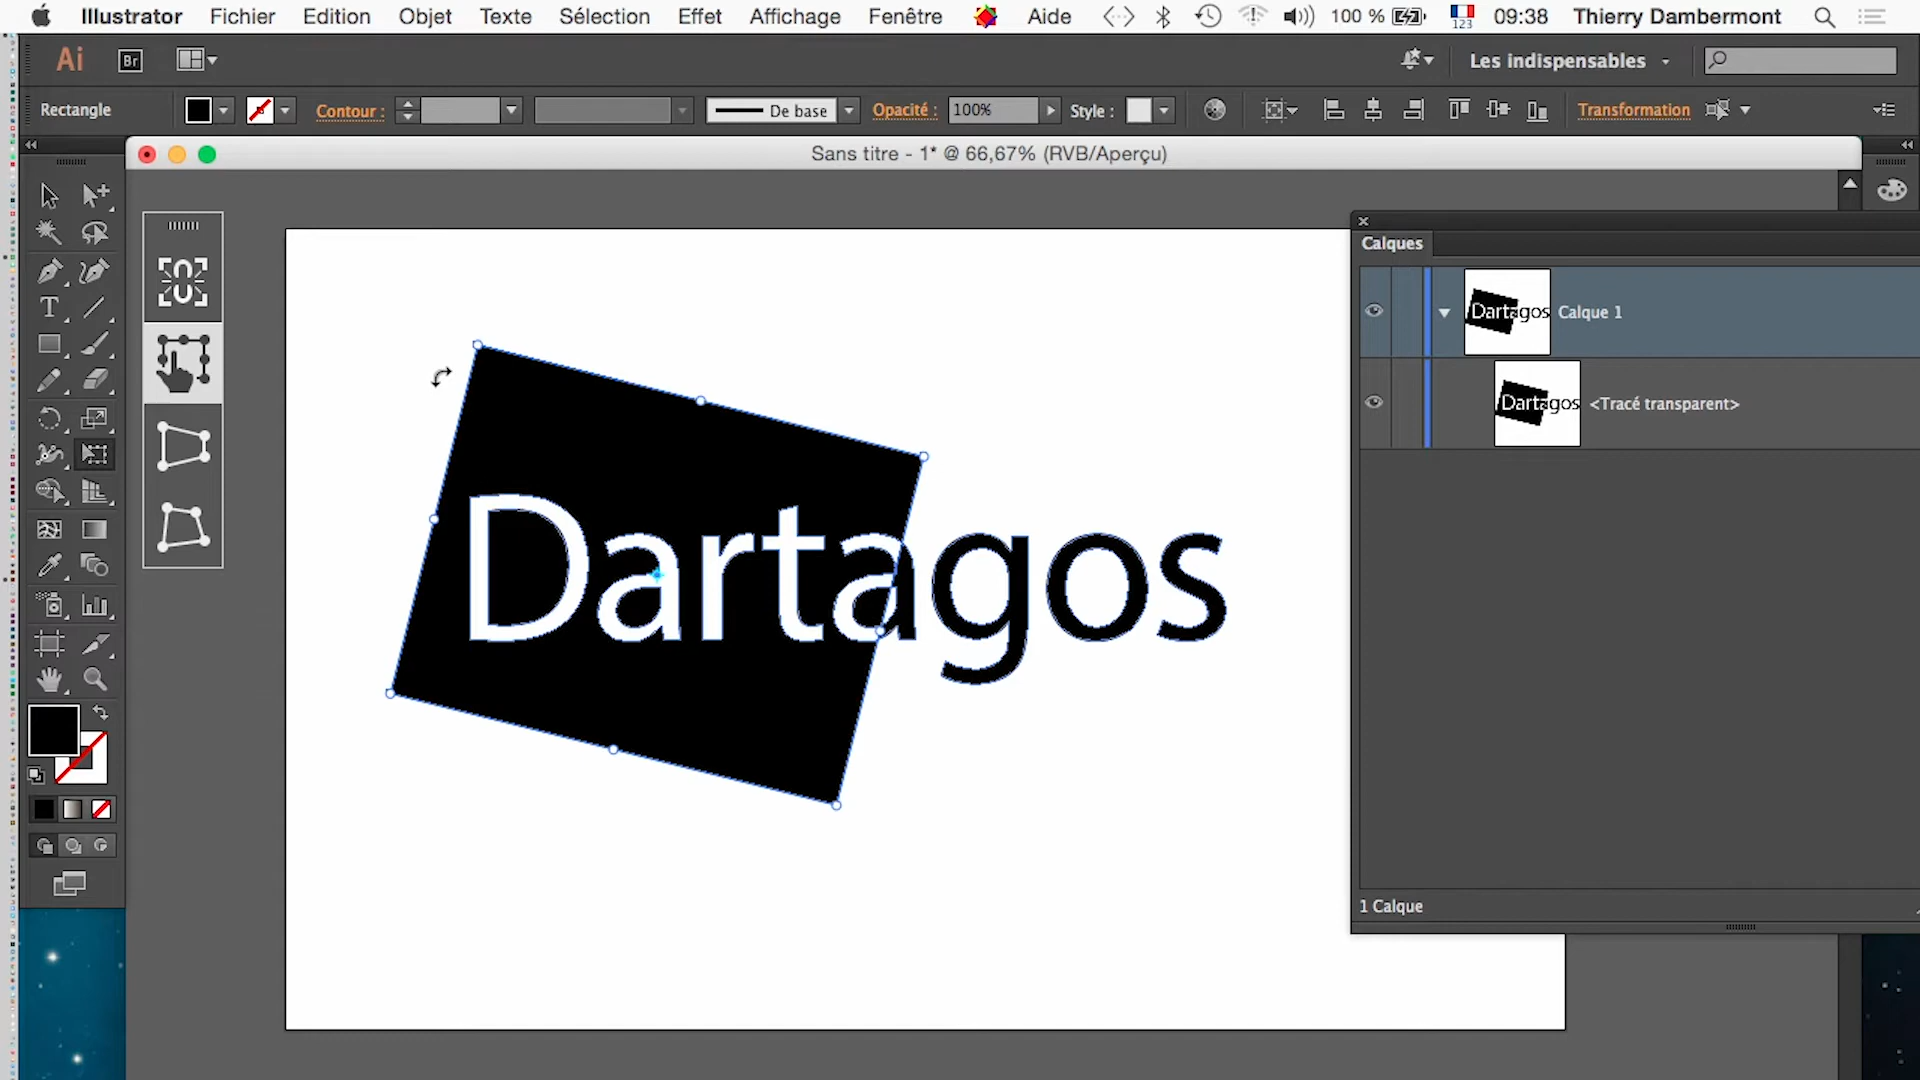 Illustrator Fichier Edition Objet Texte Sélection Effet Affichage Fenêtre Aide 100 % 123 09:38 Thierry Dambermont
Ai Br Les indispensables
Rectangle Contour : De base Opacité : 100% Style : Transformation
Sans titre - 1* @ 66,67% (RVB/Aperçu)
Calques
Dartagos Calque 1
Dartagos <Tracé transparent>
Dartagos
1 Calque